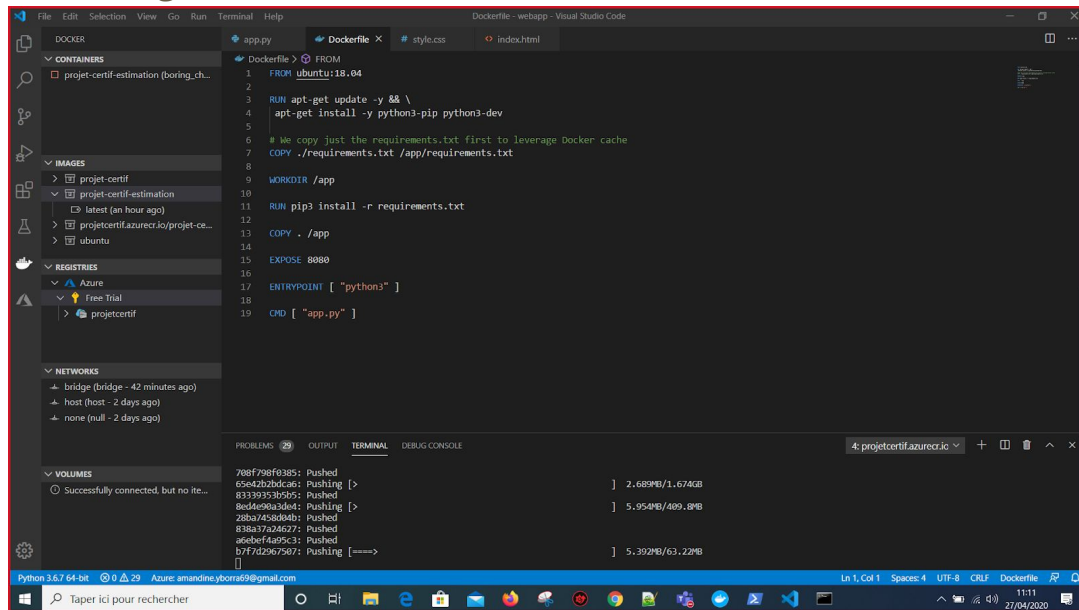 File Edit Selection View Go Run Terminal Help
Dockerfile - webapp - Visual Studio Code
DOCKER
CONTAINERS
projet-certif-estimation (boring_ch...
IMAGES
projet-certif
projet-certif-estimation
latest (an hour ago)
projetcertif.azurecr.io/projet-ce...
ubuntu
REGISTRIES
Azure
Free Trial
projetcertif
NETWORKS
bridge (bridge - 42 minutes ago)
host (host - 2 days ago)
none (null - 2 days ago)
VOLUMES
Successfully connected, but no ite...
app.py
Dockerfile
# style.css
index.html
Dockerfile > FROM
1 FROM ubuntu:18.04
2
3 RUN apt-get update -y && \
4 apt-get install -y python3-pip python3-dev
5
6 # We copy just the requirements.txt first to leverage Docker cache
7 COPY ./requirements.txt /app/requirements.txt
8
9 WORKDIR /app
10
11 RUN pip3 install -r requirements.txt
12
13 COPY . /app
14
15 EXPOSE 8080
16
17 ENTRYPOINT [ "python3" ]
18
19 CMD [ "app.py" ]
PROBLEMS 29 OUTPUT TERMINAL DEBUG CONSOLE
4: projetcertif.azurecr.ic
708f798f0385: Pushed
65e42b2bdca6: Pushing [> ] 2.689MB/1.674GB
83339353b5b5: Pushed
8ed4e90a3de4: Pushing [> ] 5.954MB/409.8MB
28ba7458d04b: Pushed
838a37a24627: Pushed
a6ebef4a95c3: Pushed
b7f7d2967507: Pushing [====> ] 5.392MB/63.22MB
Python 3.6.7 64-bit 0 29 Azure: amandine.yborra69@gmail.com
Ln 1, Col 1 Spaces: 4 UTF-8 CRLF Dockerfile
Taper ici pour rechercher
11:11
27/04/2020